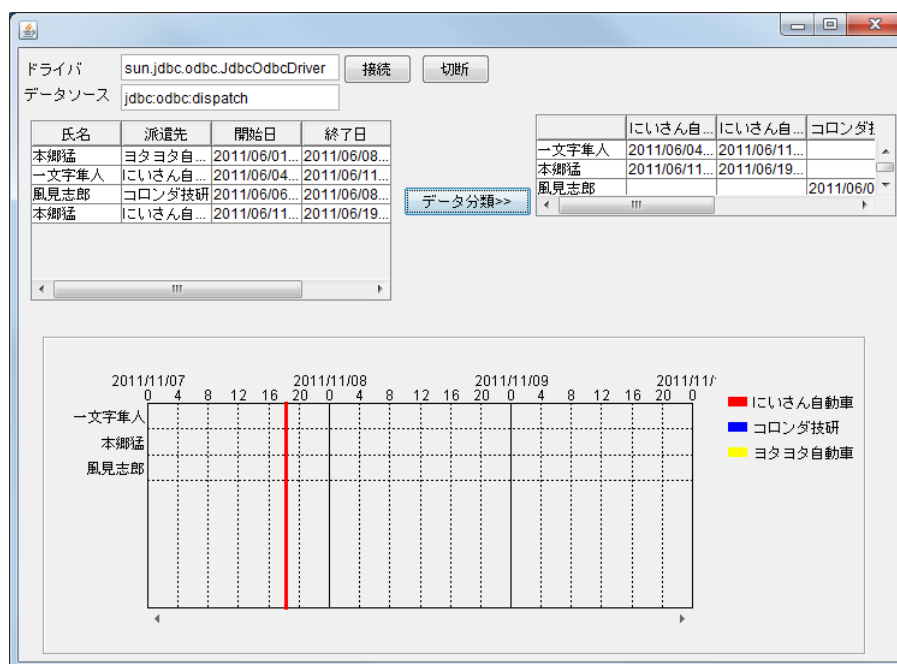 ドライバ sun.jdbc.odbc.JdbcOdbcDriver 接続 切断
データソース jdbc:odbc:dispatch
氏名 派遣先 開始日 終了日
本郷猛 ヨタヨタ自... 2011/06/01... 2011/06/08...
一文字隼人 にいさん自... 2011/06/04... 2011/06/11...
風見志郎 コロンダ技研 2011/06/06... 2011/06/08...
本郷猛 にいさん自... 2011/06/11... 2011/06/19...
データ分類>>
にいさん自... にいさん自... コロンダ
一文字隼人 2011/06/04... 2011/06/11...
本郷猛 2011/06/11... 2011/06/19...
風見志郎 2011/06/0
2011/11/07 2011/11/08 2011/11/09 2011/11/
0 4 8 12 16 20 0 4 8 12 16 20 0 4 8 12 16 20 0
一文字隼人
本郷猛
風見志郎
にいさん自動車
コロンダ技研
ヨタヨタ自動車